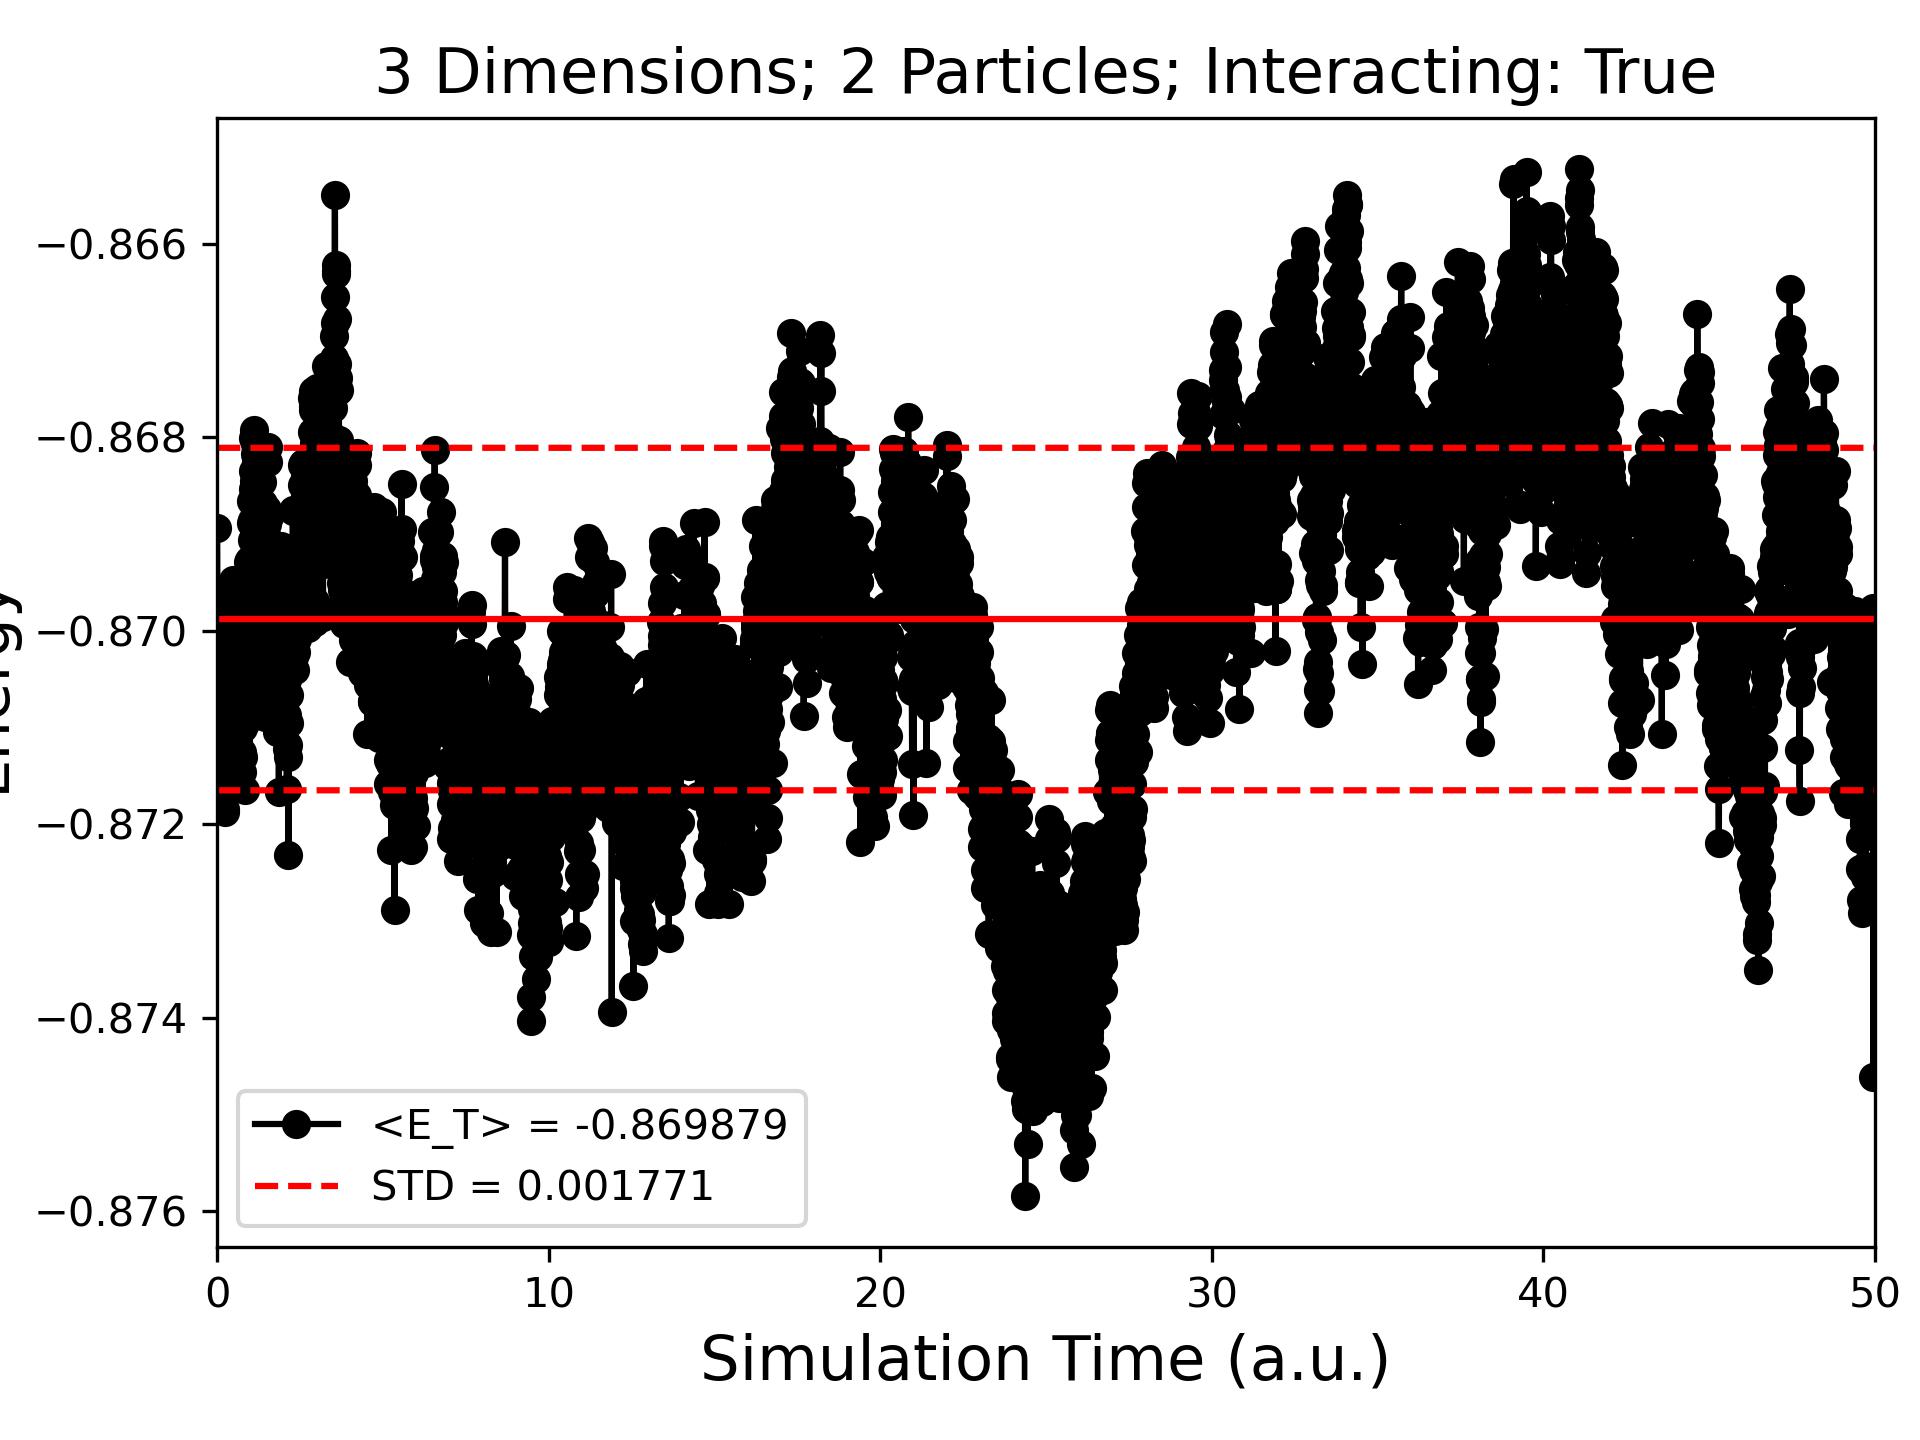 3 Dimensions; 2 Particles; Interacting: True
Energy
−0.866
−0.868
−0.870
−0.872
−0.874
−0.876
<E_T> = -0.869879
STD = 0.001771
0 10 20 30 40 50
Simulation Time (a.u.)